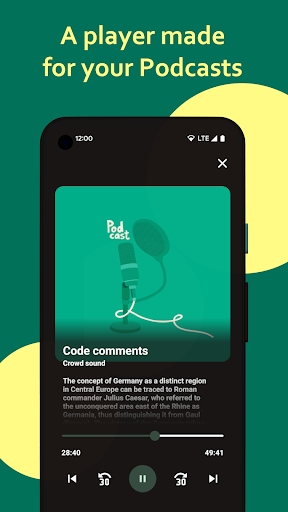 A player made
for your Podcasts
12:00
LTE
Pod
cast
Code comments
Crowd sound
The concept of Germany as a distinct region
in Central Europe can be traced to Roman
commander Julius Caesar, who referred to
the unconquered area east of the Rhine as
Germania, thus distinguishing it from Gaul
28:40
49:41
30
30